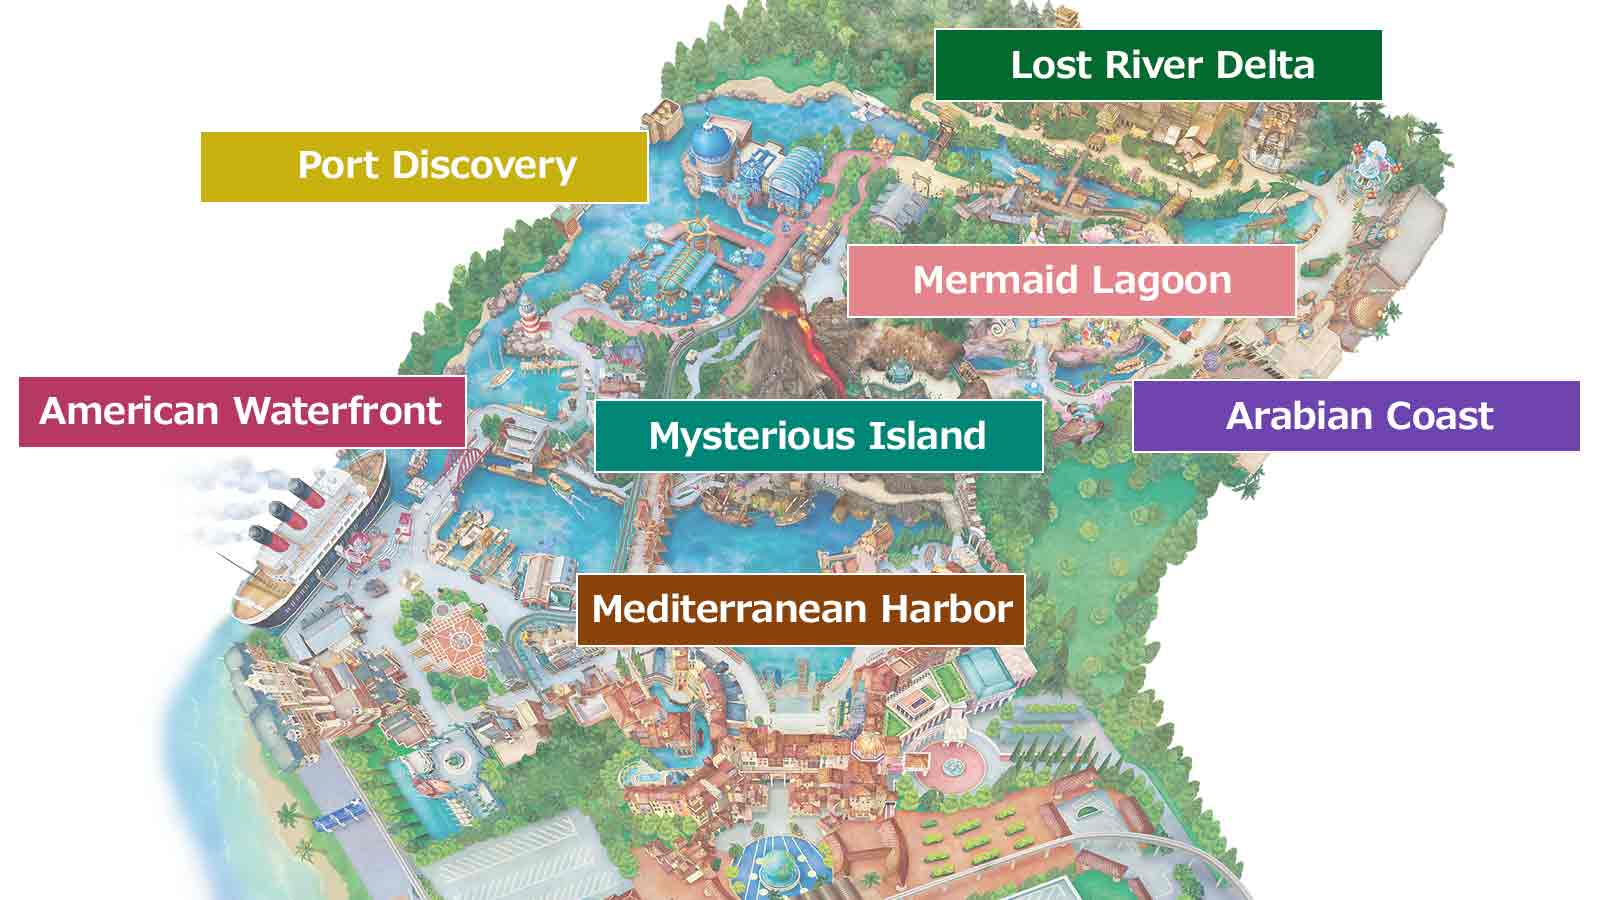 Lost River Delta
Port Discovery
Mermaid Lagoon
American Waterfront
Mysterious Island
Arabian Coast
Mediterranean Harbor